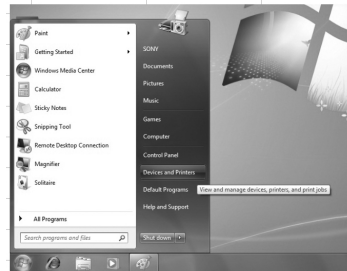 Paint
Getting Started
Windows Media Center
Calculator
Sticky Notes
Snipping Tool
Remote Desktop Connection
Magnifier
Solitaire
All Programs
Search programs and files
SONY
Documents
Pictures
Music
Games
Computer
Control Panel
Devices and Printers
Default Programs
Help and Support
View and manage devices, printers, and print jobs
Shut down